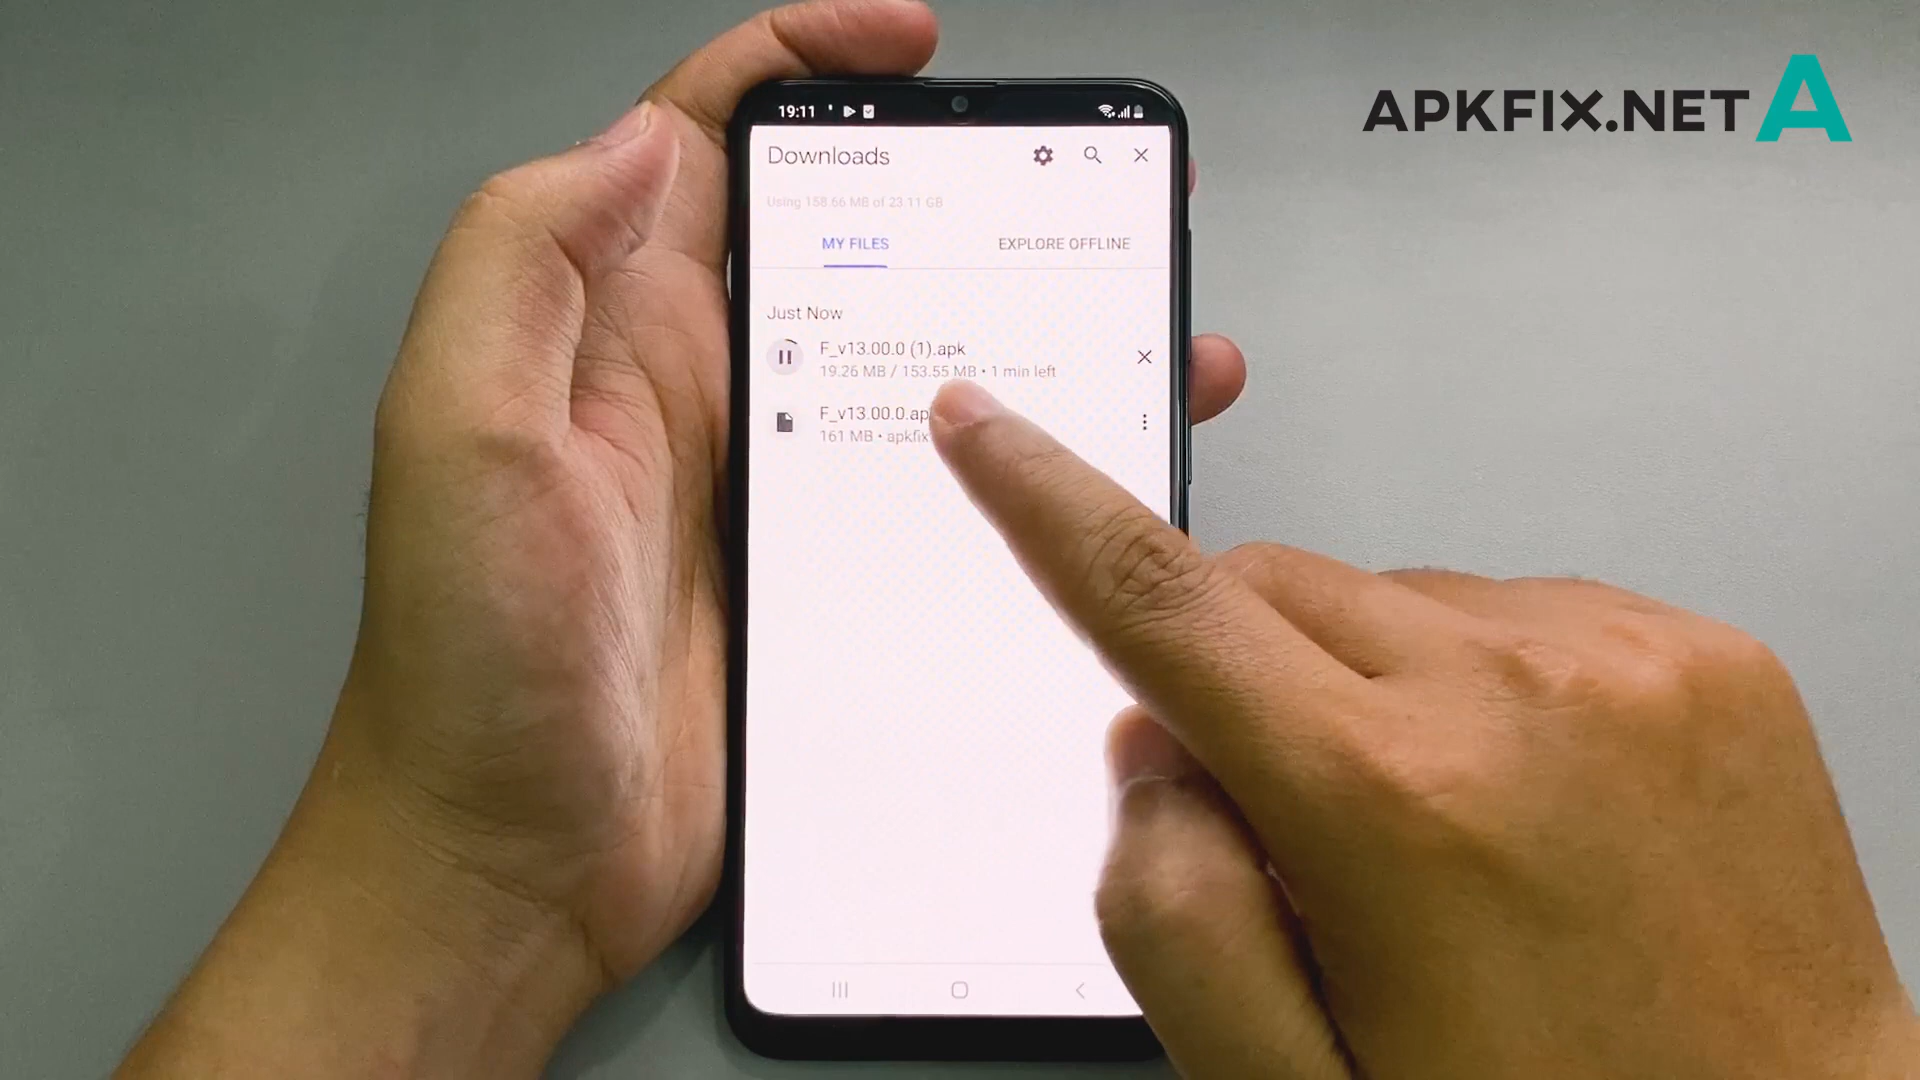 APKFIX.NET A
19:11
Downloads
Using 158.66 MB of 23.11 GB
MY FILES
EXPLORE OFFLINE
Just Now
F_v13.00.0 (1).apk
19.26 MB / 153.55 MB • 1 min left
F_v13.00.0.ap
161 MB • apkfix